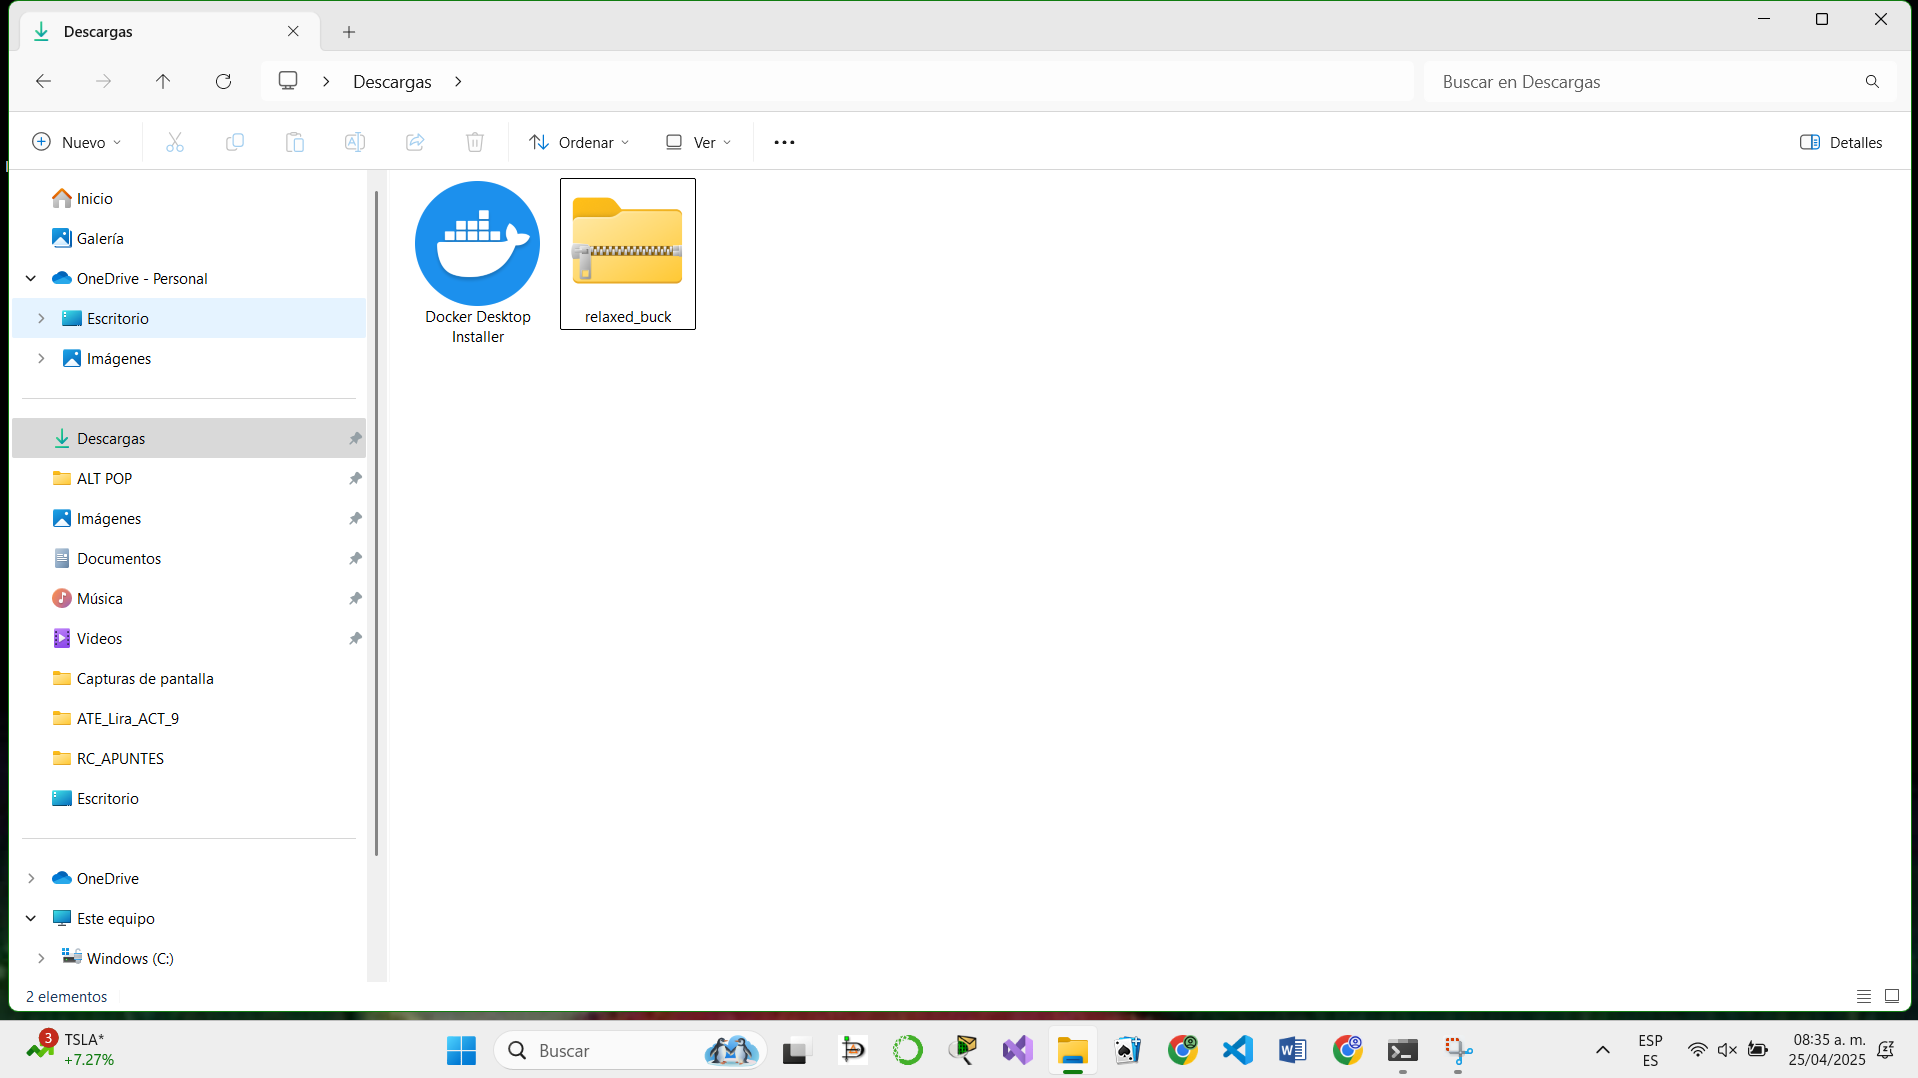 Descargas
Descargas
Buscar en Descargas
Nuevo
Ordenar
Ver
Detalles
Inicio
Galería
OneDrive - Personal
Escritorio
Imágenes
Descargas
ALT POP
Imágenes
Documentos
Música
Videos
Capturas de pantalla
ATE_Lira_ACT_9
RC_APUNTES
Escritorio
OneDrive
Este equipo
Windows (C:)
Docker Desktop
Installer
relaxed_buck
2 elementos
3
TSLA*
+7.27%
Buscar
ESP
ES
08:35 a. m.
25/04/2025